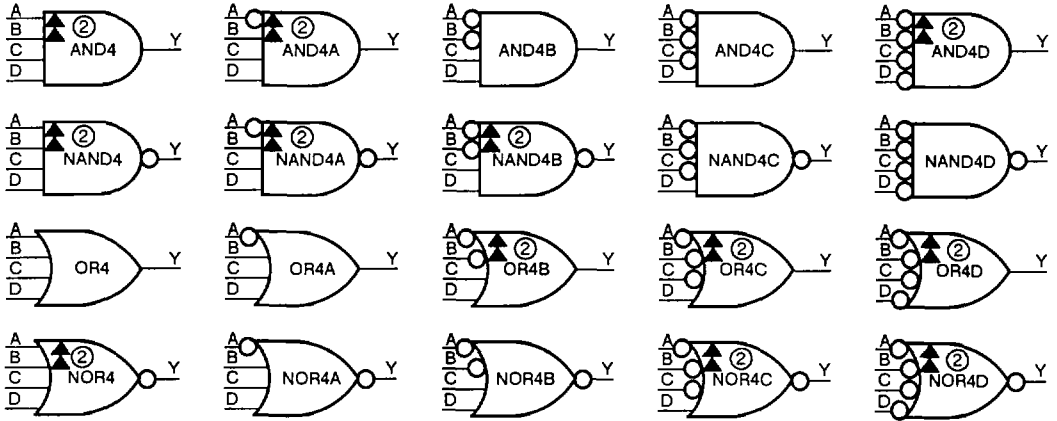 A B C D ② AND4 Y
A B C D ② AND4A Y
A B C D AND4B Y
A B C D AND4C Y
A B C D ② AND4D Y
A B C D ② NAND4 Y
A B C D ② NAND4A Y
A B C D ② NAND4B Y
A B C D NAND4C Y
A B C D NAND4D Y
A B C D OR4 Y
A B C D OR4A Y
A B C D ② OR4B Y
A B C D ② OR4C Y
A B C D ② OR4D Y
A B C D ② NOR4 Y
A B C D NOR4A Y
A B C D NOR4B Y
A B C D ② NOR4C Y
A B C D ② NOR4D Y